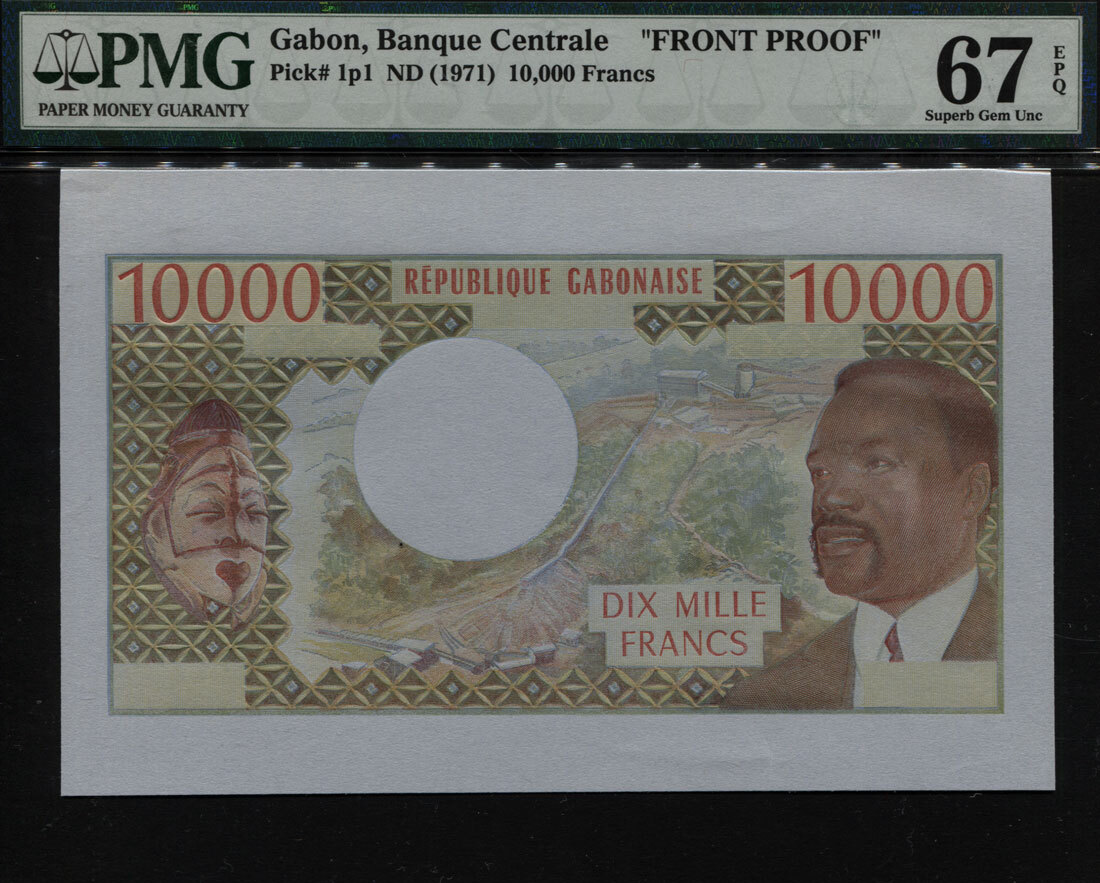 PMG
PAPER MONEY GUARANTY
Gabon, Banque Centrale "FRONT PROOF"
Pick# 1p1 ND (1971) 10,000 Francs
67
EPQ
Superb Gem Unc
10000
RÉPUBLIQUE GABONAISE
10000
DIX MILLE
FRANCS